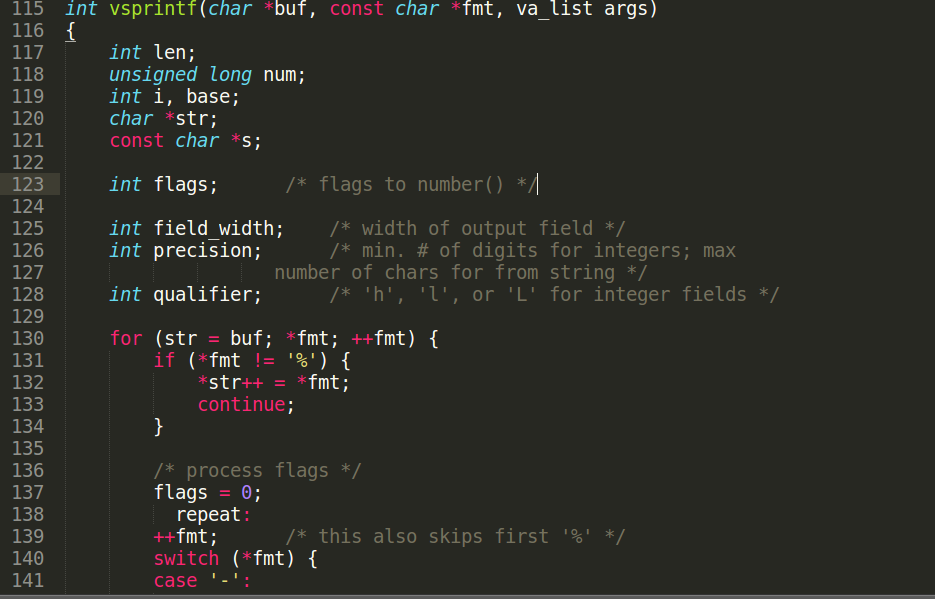 115 int vsprintf(char *buf, const char *fmt, va_list args)
116 {
117     int len;
118     unsigned long num;
119     int i, base;
120     char *str;
121     const char *s;
122
123     int flags;      /* flags to number() */
124
125     int field_width;    /* width of output field */
126     int precision;      /* min. # of digits for integers; max
127                    number of chars for from string */
128     int qualifier;      /* 'h', 'l', or 'L' for integer fields */
129
130     for (str = buf; *fmt; ++fmt) {
131         if (*fmt != '%') {
132             *str++ = *fmt;
133             continue;
134         }
135
136         /* process flags */
137         flags = 0;
138           repeat:
139         ++fmt;      /* this also skips first '%' */
140         switch (*fmt) {
141         case '-':